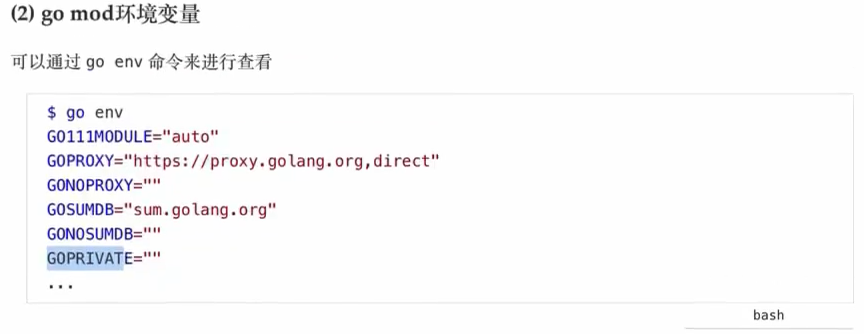 (2) go mod环境变量
可以通过 go env 命令来进行查看
$ go env
GO111MODULE="auto"
GOPROXY="https://proxy.golang.org,direct"
GONOPROXY=""
GOSUMDB="sum.golang.org"
GONOSUMDB=""
GOPRIVATE=""
...
bash